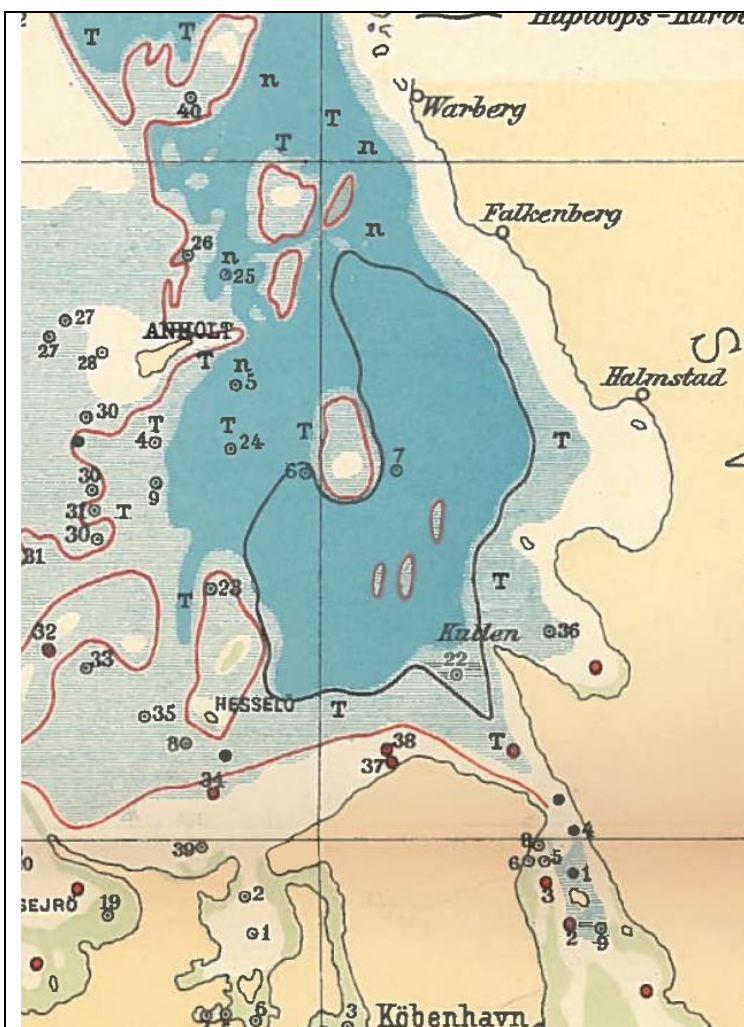 Haploops-
T
T
n
40
Warberg
T
T
n
Falkenberg
n
26
n
25
27
ANHOLT
27
T
28
n
5
Halmstad
S
30
T
T
T
4
T
24
6
7
30
9
31
T
30
31
T
23
T
32
Kullen
36
33
22
35
HESSELÖ
T
8
38
T
37
34
4
39
8
6
5
1
3
SEJRÖ
19
2
1
2
9
6
3
Köbenhavn